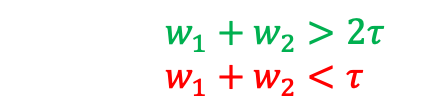 w₁ + w₂ > 2τ
w₁ + w₂ < τ